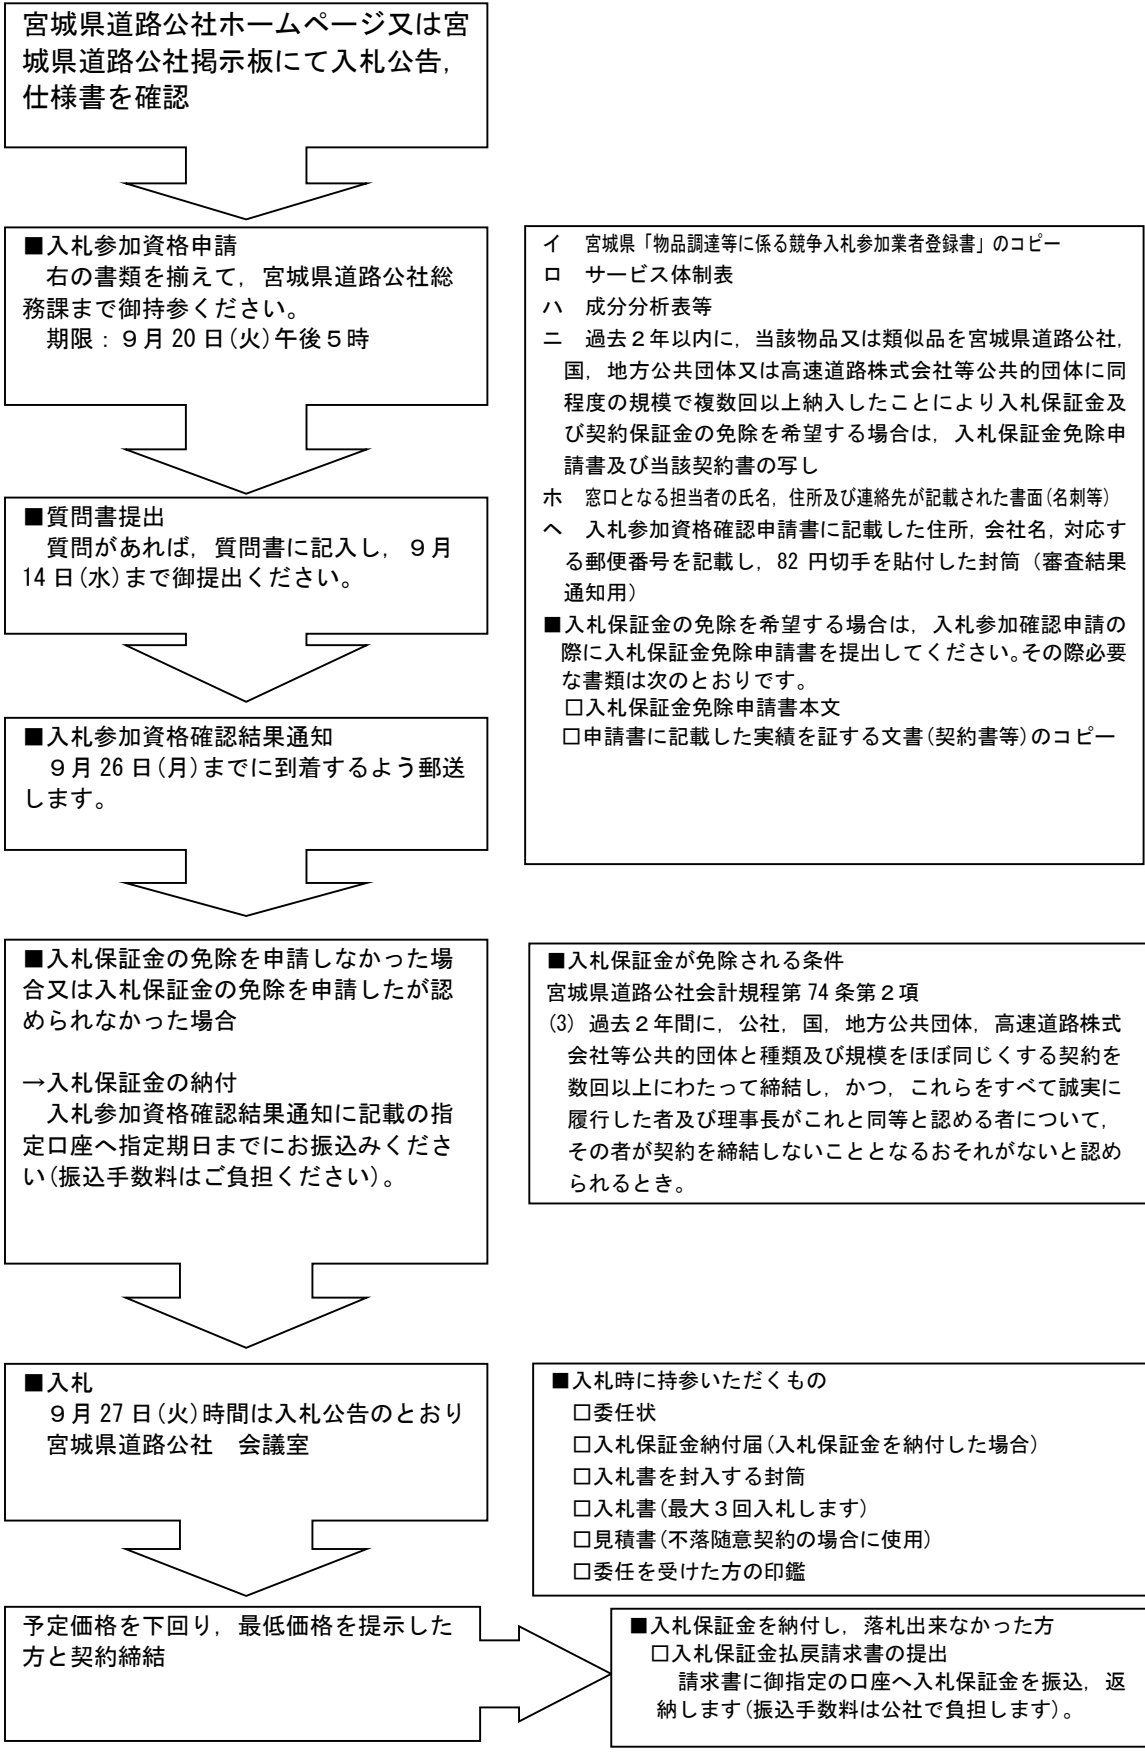 宮城県道路公社ホームページ又は宮
城県道路公社掲示板にて入札公告，
仕様書を確認
■入札参加資格申請
右の書類を揃えて，宮城県道路公社総
務課まで御持参ください。
期限：９月20日(火)午後５時
イ　宮城県「物品調達等に係る競争入札参加業者登録書」のコピー
ロ　サービス体制表
ハ　成分分析表等
ニ　過去２年以内に，当該物品又は類似品を宮城県道路公社，
国，地方公共団体又は高速道路株式会社等公共的団体に同
程度の規模で複数回以上納入したことにより入札保証金及
び契約保証金の免除を希望する場合は，入札保証金免除申
請書及び当該契約書の写し
ホ　窓口となる担当者の氏名，住所及び連絡先が記載された書面(名刺等)
ヘ　入札参加資格確認申請書に記載した住所，会社名，対応す
る郵便番号を記載し，82円切手を貼付した封筒（審査結果
通知用）
■入札保証金の免除を希望する場合は，入札参加確認申請の
際に入札保証金免除申請書を提出してください。その際必要
な書類は次のとおりです。
□入札保証金免除申請書本文
□申請書に記載した実績を証する文書(契約書等)のコピー
■質問書提出
質問があれば，質問書に記入し，９月
14日(水)まで御提出ください。
■入札参加資格確認結果通知
９月26日(月)までに到着するよう郵送
します。
■入札保証金の免除を申請しなかった場
合又は入札保証金の免除を申請したが認
められなかった場合
→入札保証金の納付
入札参加資格確認結果通知に記載の指
定口座へ指定期日までにお振込みくださ
い(振込手数料はご負担ください)。
■入札保証金が免除される条件
宮城県道路公社会計規程第74条第２項
(3) 過去２年間に，公社，国，地方公共団体，高速道路株式
会社等公共的団体と種類及び規模をほぼ同じくする契約を
数回以上にわたって締結し，かつ，これらをすべて誠実に
履行した者及び理事長がこれと同等と認める者について，
その者が契約を締結しないこととなるおそれがないと認め
られるとき。
■入札
９月27日(火)時間は入札公告のとおり
宮城県道路公社　会議室
■入札時に持参いただくもの
□委任状
□入札保証金納付届(入札保証金を納付した場合)
□入札書を封入する封筒
□入札書(最大３回入札します)
□見積書(不落随意契約の場合に使用)
□委任を受けた方の印鑑
予定価格を下回り，最低価格を提示した
方と契約締結
■入札保証金を納付し，落札出来なかった方
□入札保証金払戻請求書の提出
請求書に御指定の口座へ入札保証金を振込，返
納します(振込手数料は公社で負担します)。